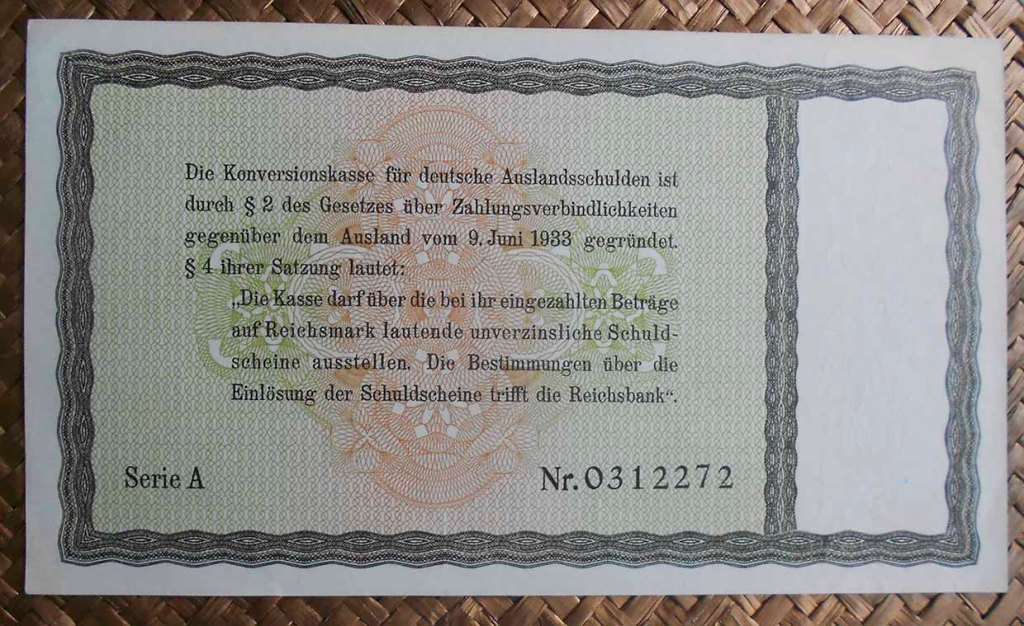 Die Konversionskasse für deutsche Auslandsschulden ist
durch § 2 des Gesetzes über Zahlungsverbindlichkeiten
gegenüber dem Ausland vom 9. Juni 1933 gegründet.
§ 4 ihrer Satzung lautet:
„Die Kasse darf über die bei ihr eingezahlten Beträge
auf Reichsmark lautende unverzinsliche Schuld-
scheine ausstellen. Die Bestimmungen über die
Einlösung der Schuldscheine trifft die Reichsbank“.
Serie A
Nr. 0312272